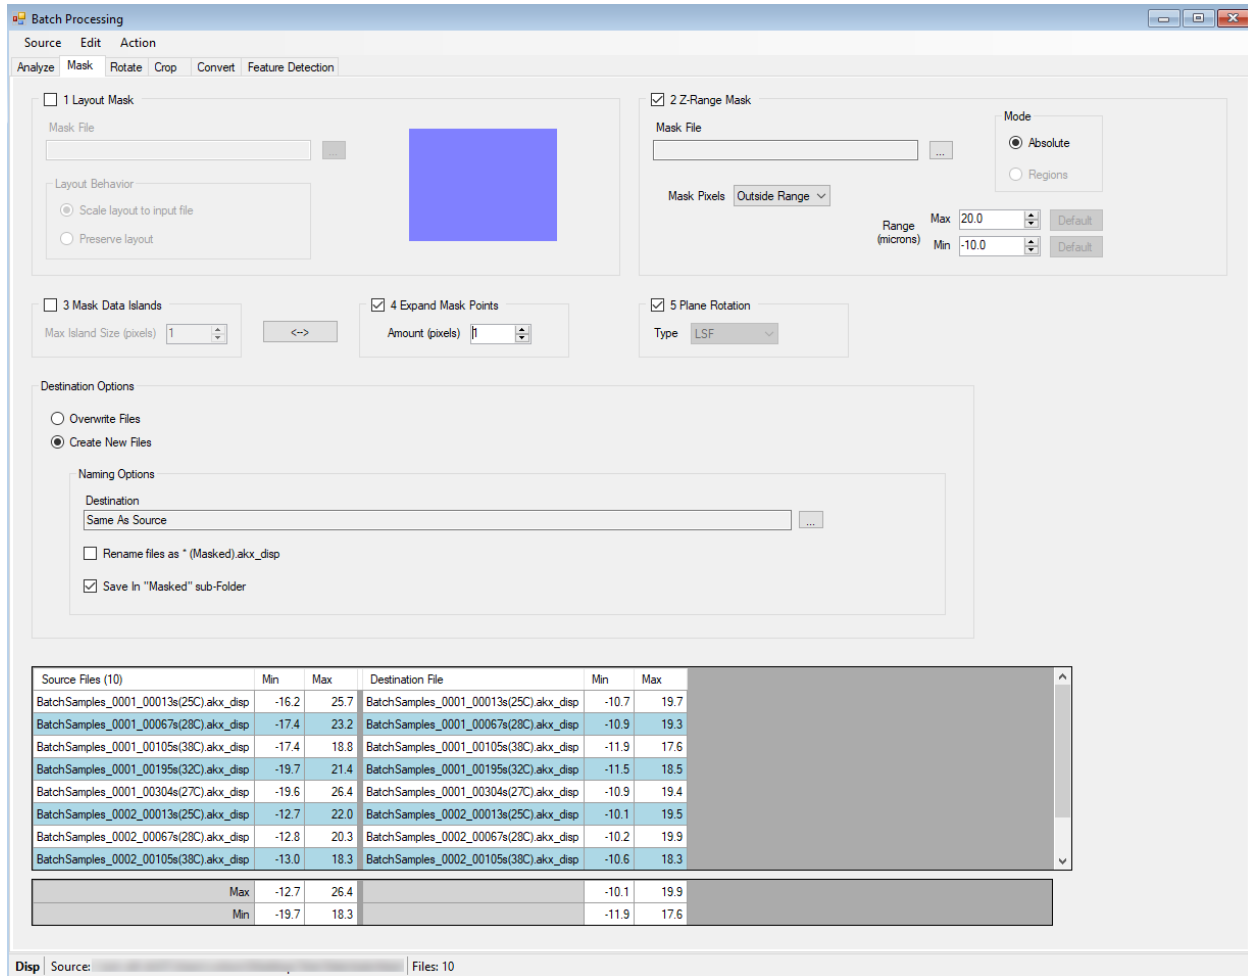 Batch Processing
Source Edit Action
Analyze Mask Rotate Crop Convert Feature Detection
1 Layout Mask
Mask File
...
Layout Behavior
Scale layout to input file
Preserve layout
2 Z-Range Mask
Mask File
...
Mode
Absolute
Regions
Mask Pixels Outside Range
Range (microns)
Max 20.0 Default
Min -10.0 Default
3 Mask Data Islands
Max Island Size (pixels) 1
<->
4 Expand Mask Points
Amount (pixels) 1
5 Plane Rotation
Type LSF
Destination Options
Overwrite Files
Create New Files
Naming Options
Destination
Same As Source ...
Rename files as * (Masked).akx_disp
Save In "Masked" sub-Folder
Source Files (10) Min Max Destination File Min Max
BatchSamples_0001_00013s(25C).akx_disp -16.2 25.7 BatchSamples_0001_00013s(25C).akx_disp -10.7 19.7
BatchSamples_0001_00067s(28C).akx_disp -17.4 23.2 BatchSamples_0001_00067s(28C).akx_disp -10.9 19.3
BatchSamples_0001_00105s(38C).akx_disp -17.4 18.8 BatchSamples_0001_00105s(38C).akx_disp -11.9 17.6
BatchSamples_0001_00195s(32C).akx_disp -19.7 21.4 BatchSamples_0001_00195s(32C).akx_disp -11.5 18.5
BatchSamples_0001_00304s(27C).akx_disp -19.6 26.4 BatchSamples_0001_00304s(27C).akx_disp -10.9 19.4
BatchSamples_0002_00013s(25C).akx_disp -12.7 22.0 BatchSamples_0002_00013s(25C).akx_disp -10.1 19.5
BatchSamples_0002_00067s(28C).akx_disp -12.8 20.3 BatchSamples_0002_00067s(28C).akx_disp -10.2 19.9
BatchSamples_0002_00105s(38C).akx_disp -13.0 18.3 BatchSamples_0002_00105s(38C).akx_disp -10.6 18.3
Max -12.7 26.4 -10.1 19.9
Min -19.7 18.3 -11.9 17.6
Disp Source: Files: 10